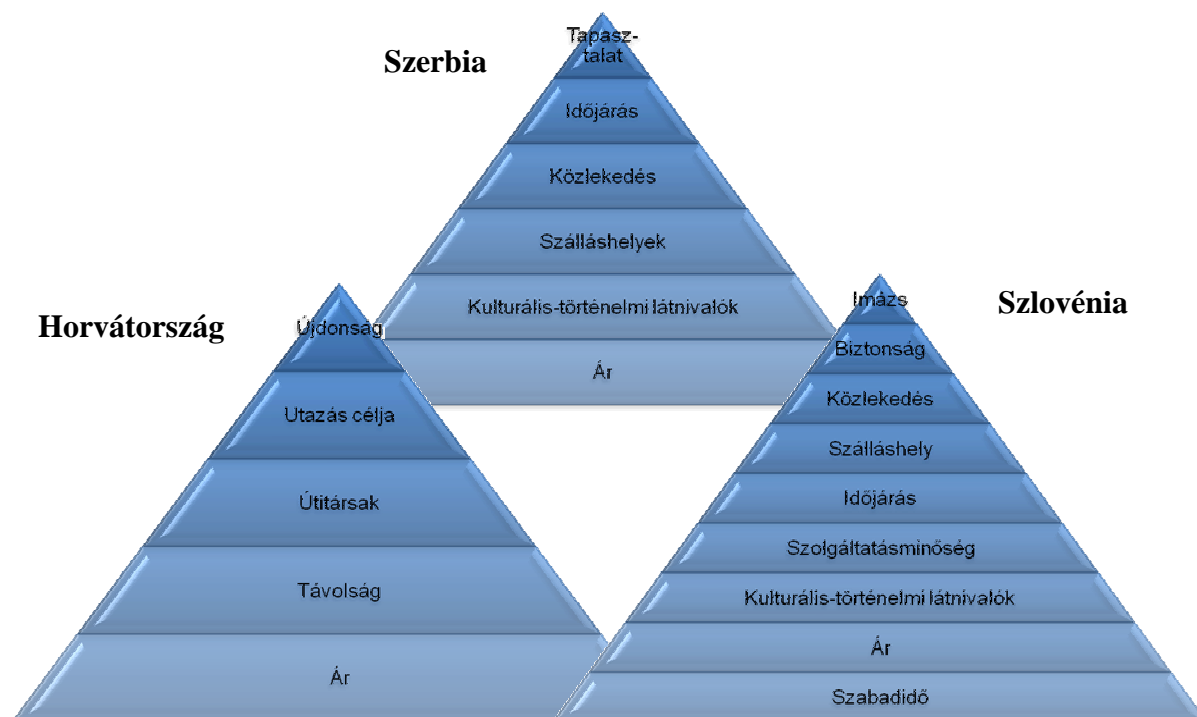 Szerbia
Tapasz-
talat
Időjárás
Közlekedés
Szálláshelyek
Kulturális-történelmi látnivalók
Ár
Horvátország
Újdonság
Utazás célja
Útitársak
Távolság
Ár
Szlovénia
Imázs
Biztonság
Közlekedés
Szálláshely
Időjárás
Szolgáltatásminőség
Kulturális-történelmi látnivalók
Ár
Szabadidő